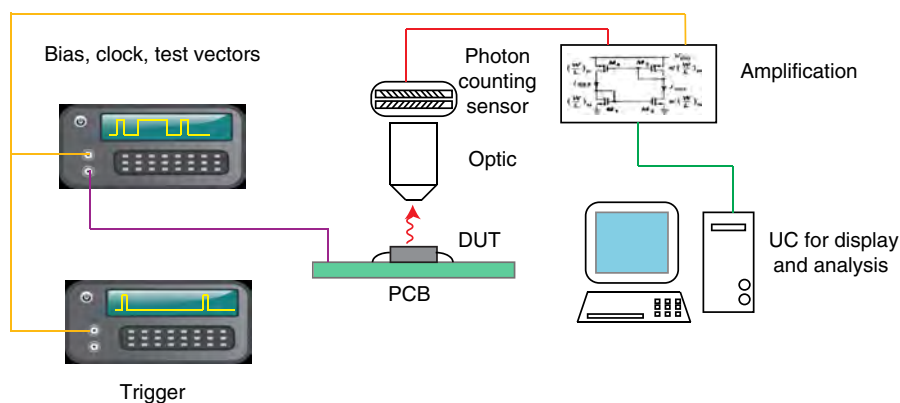 Bias, clock, test vectors
Photon
counting
sensor
Amplification
Optic
DUT
PCB
UC for display
and analysis
Trigger